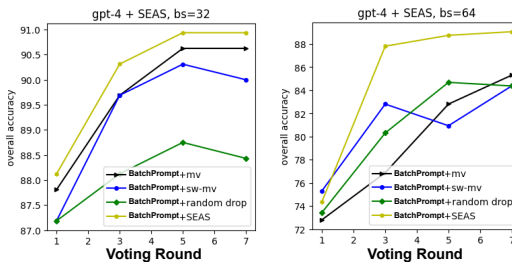 gpt-4 + SEAS, bs=32
overall accuracy
91.0
90.5
90.0
89.5
89.0
88.5
88.0
87.5
87.0
BatchPrompt+mv
BatchPrompt+sw-mv
BatchPrompt+random drop
BatchPrompt+SEAS
1 2 3 4 5 6 7
Voting Round
gpt-4 + SEAS, bs=64
overall accuracy
88
86
84
82
80
78
76
74
72
BatchPrompt+mv
BatchPrompt+sw-mv
BatchPrompt+random drop
BatchPrompt+SEAS
1 2 3 4 5 6 7
Voting Round